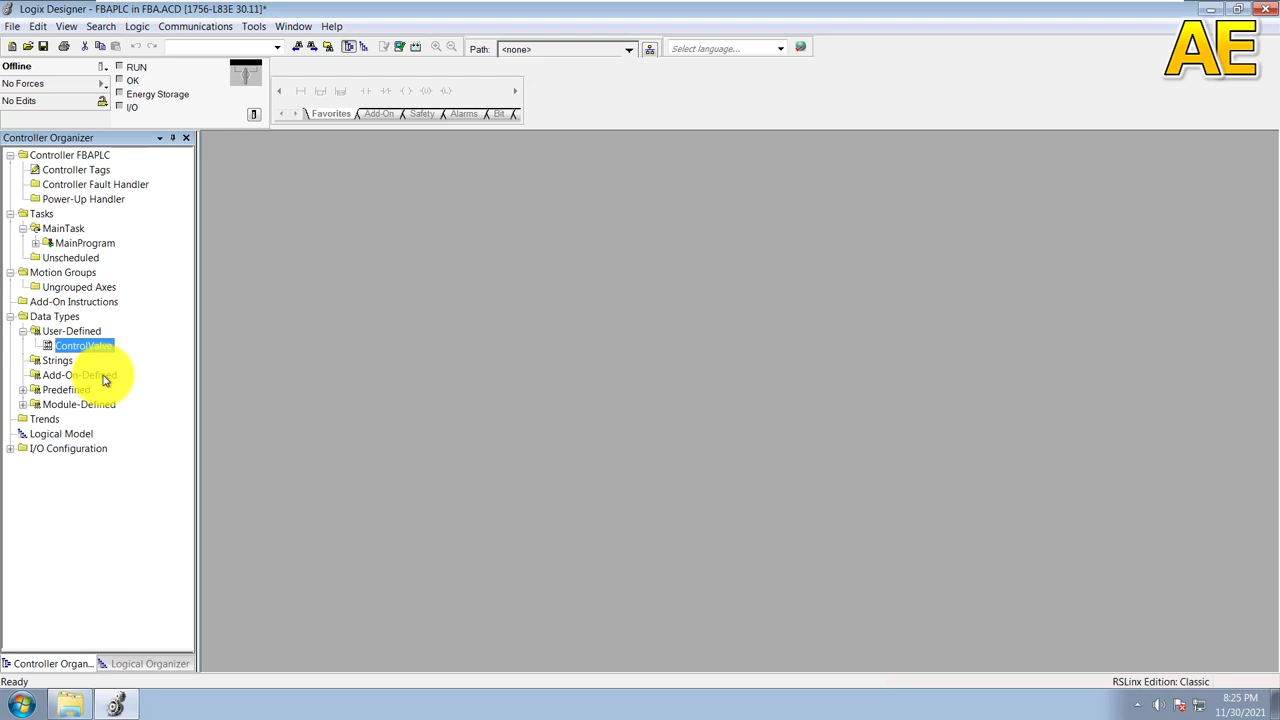 Logix Designer - FBAPLC in FBA.ACD [1756-L83E 30.11]*
File Edit View Search Logic Communications Tools Window Help
Path: <none>
Select language...
AE
Offline
RUN
No Forces
OK
Energy Storage
No Edits
I/O
Favorites Add-On Safety Alarms Bit
Controller Organizer
Controller FBAPLC
Controller Tags
Controller Fault Handler
Power-Up Handler
Tasks
MainTask
MainProgram
Unscheduled
Motion Groups
Ungrouped Axes
Add-On Instructions
Data Types
User-Defined
ControlValve
Strings
Add-On-Defined
Predefined
Module-Defined
Trends
Logical Model
I/O Configuration
Controller Organ... Logical Organizer
Ready
RSLinx Edition: Classic
8:25 PM
11/30/2021